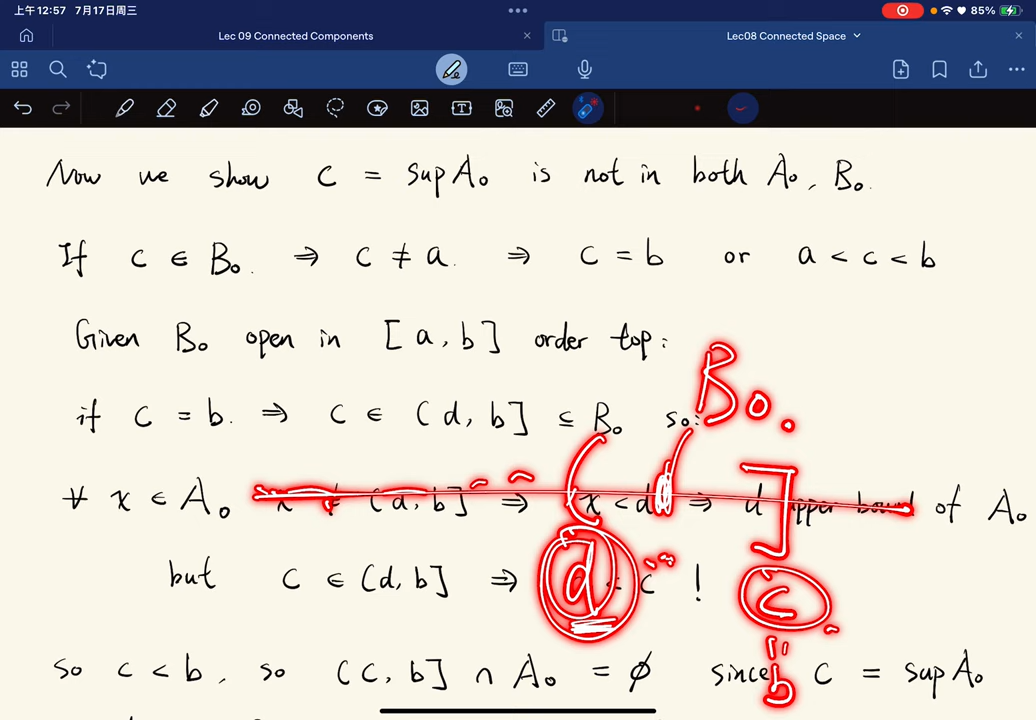 上午12:57 7月17日周三
85%
Lec 09 Connected Components
Lec08 Connected Space
Now we show c = sup A₀ is not in both A₀, B₀.
If c ∈ B₀. ⇒ c ≠ a. ⇒ c = b or a < c < b
Given B₀ open in [a, b] order top:
B₀.
if c = b. ⇒ c ∈ (d, b] ⊆ B₀ so:
∀ x ∈ A₀ x ∉ (d, b] ⇒ x < d ⇒ d upper bound of A₀
but c ∈ (d, b] ⇒ < c !
d
c
b
so c < b, so (c, b] ∩ A₀ = ∅ since c = sup A₀